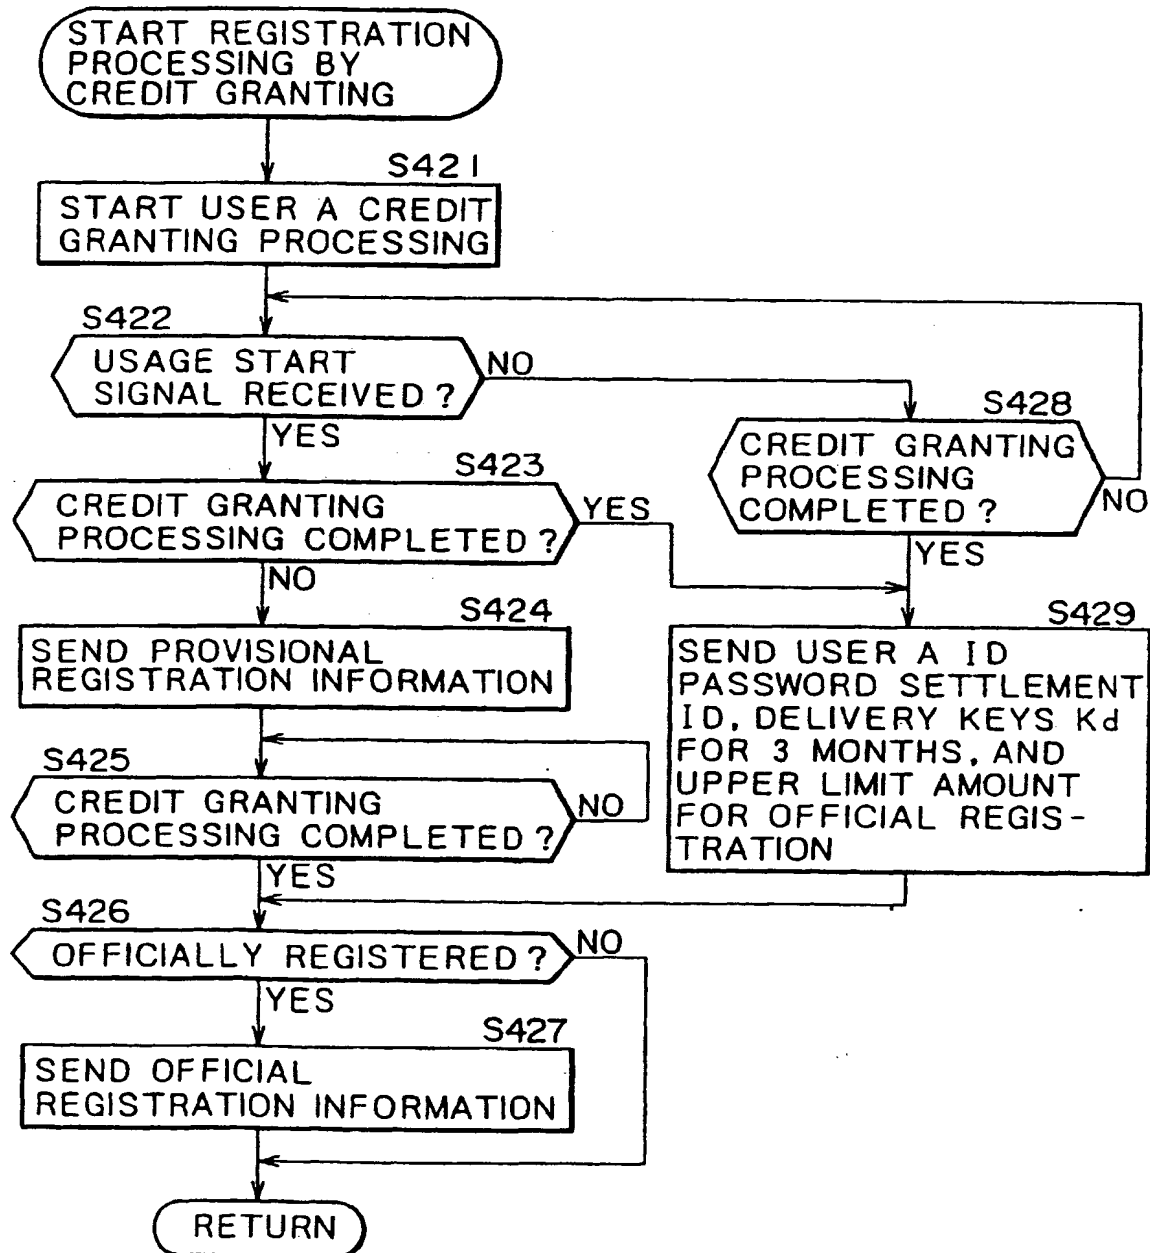 START REGISTRATION
PROCESSING BY
CREDIT GRANTING
S421
START USER A CREDIT
GRANTING PROCESSING
S422
USAGE START
SIGNAL RECEIVED?
NO
YES
S428
CREDIT GRANTING
PROCESSING
COMPLETED?
NO
YES
S423
CREDIT GRANTING
PROCESSING COMPLETED?
YES
NO
S424
SEND PROVISIONAL
REGISTRATION INFORMATION
S429
SEND USER A ID
PASSWORD SETTLEMENT
ID, DELIVERY KEYS Kd
FOR 3 MONTHS, AND
UPPER LIMIT AMOUNT
FOR OFFICIAL REGIS-
TRATION
S425
CREDIT GRANTING
PROCESSING COMPLETED?
NO
YES
S426
OFFICIALLY REGISTERED?
NO
YES
S427
SEND OFFICIAL
REGISTRATION INFORMATION
RETURN